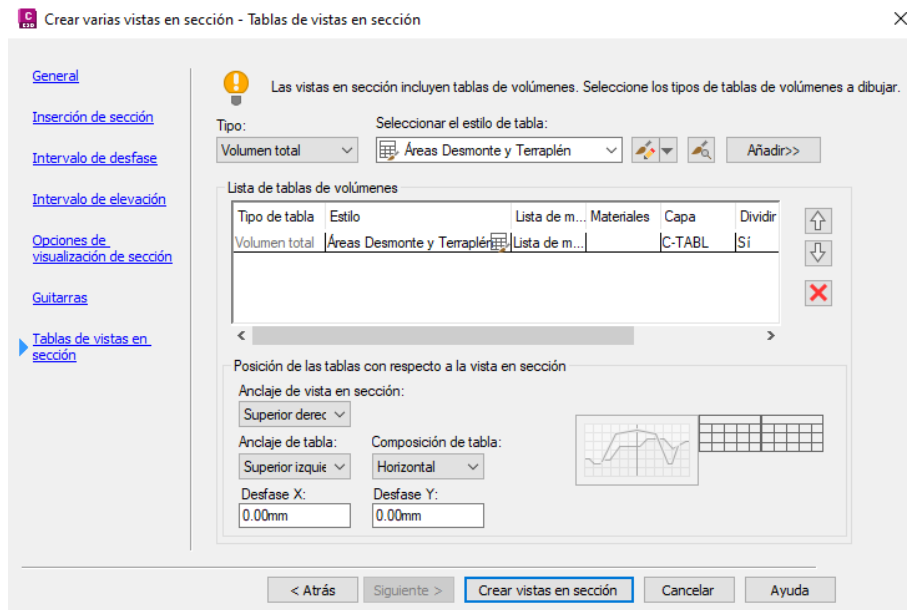 Crear varias vistas en sección - Tablas de vistas en sección
General
Inserción de sección
Intervalo de desfase
Intervalo de elevación
Opciones de
visualización de sección
Guitarras
Tablas de vistas en
sección
Las vistas en sección incluyen tablas de volúmenes. Seleccione los tipos de tablas de volúmenes a dibujar.
Tipo: Seleccionar el estilo de tabla:
Volumen total Áreas Desmonte y Terraplén Añadir>>
Lista de tablas de volúmenes
Tipo de tabla Estilo Lista de m... Materiales Capa Dividir
Volumen total Áreas Desmonte y Terraplén Lista de m... C-TABL Sí
Posición de las tablas con respecto a la vista en sección
Anclaje de vista en sección:
Superior derec
Anclaje de tabla: Composición de tabla:
Superior izquie Horizontal
Desfase X: Desfase Y:
0.00mm 0.00mm
< Atrás Siguiente > Crear vistas en sección Cancelar Ayuda